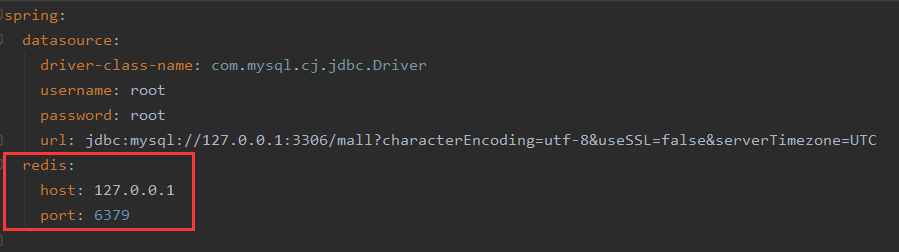 spring:
datasource:
driver-class-name: com.mysql.cj.jdbc.Driver
username: root
password: root
url: jdbc:mysql://127.0.0.1:3306/mall?characterEncoding=utf-8&useSSL=false&serverTimezone=UTC
redis:
host: 127.0.0.1
port: 6379